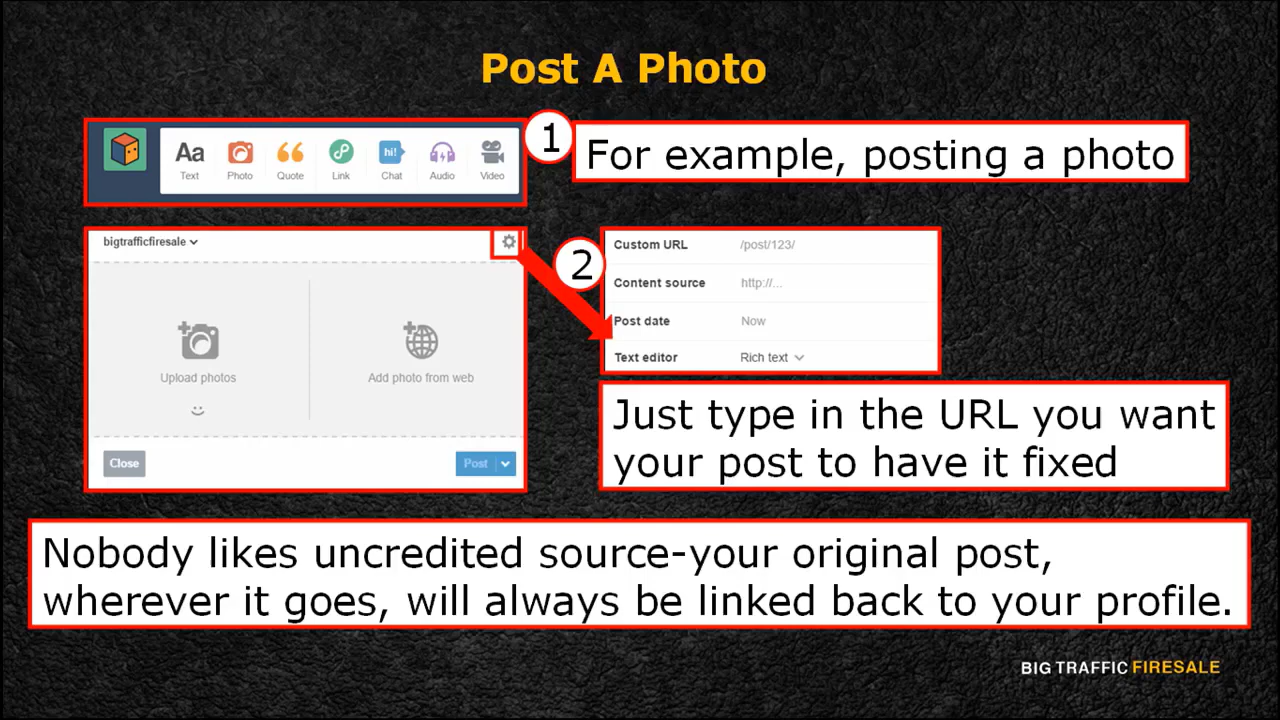 Post A Photo
Aa
hi!
Text Photo Quote Link Chat Audio Video
1
For example, posting a photo
bigtrafficfiresale
Upload photos
Add photo from web
Close
Post
2
Custom URL /post/123/
Content source http://...
Post date Now
Text editor Rich text
Just type in the URL you want
your post to have it fixed
Nobody likes uncredited source-your original post,
wherever it goes, will always be linked back to your profile.
BIG TRAFFIC FIRESALE